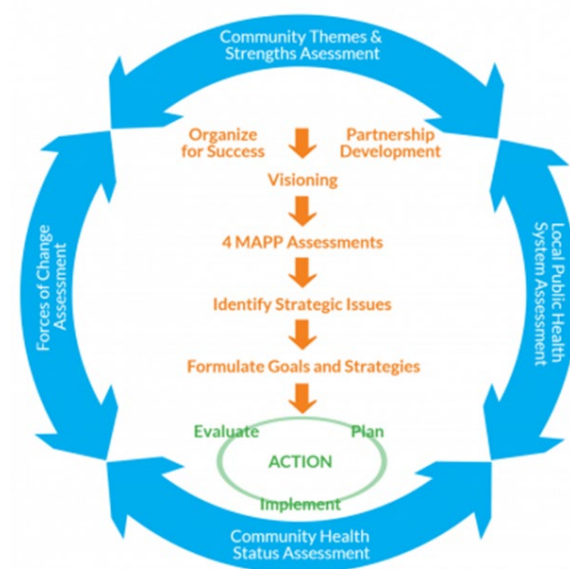 Community Themes &
Strengths Asessment
Organize
for Success
Partnership
Development
Visioning
4 MAPP Assessments
Identify Strategic Issues
Formulate Goals and Strategies
Evaluate
Plan
ACTION
Implement
Forces of Change
Assessment
Local Public Health
System Assessment
Community Health
Status Assessment